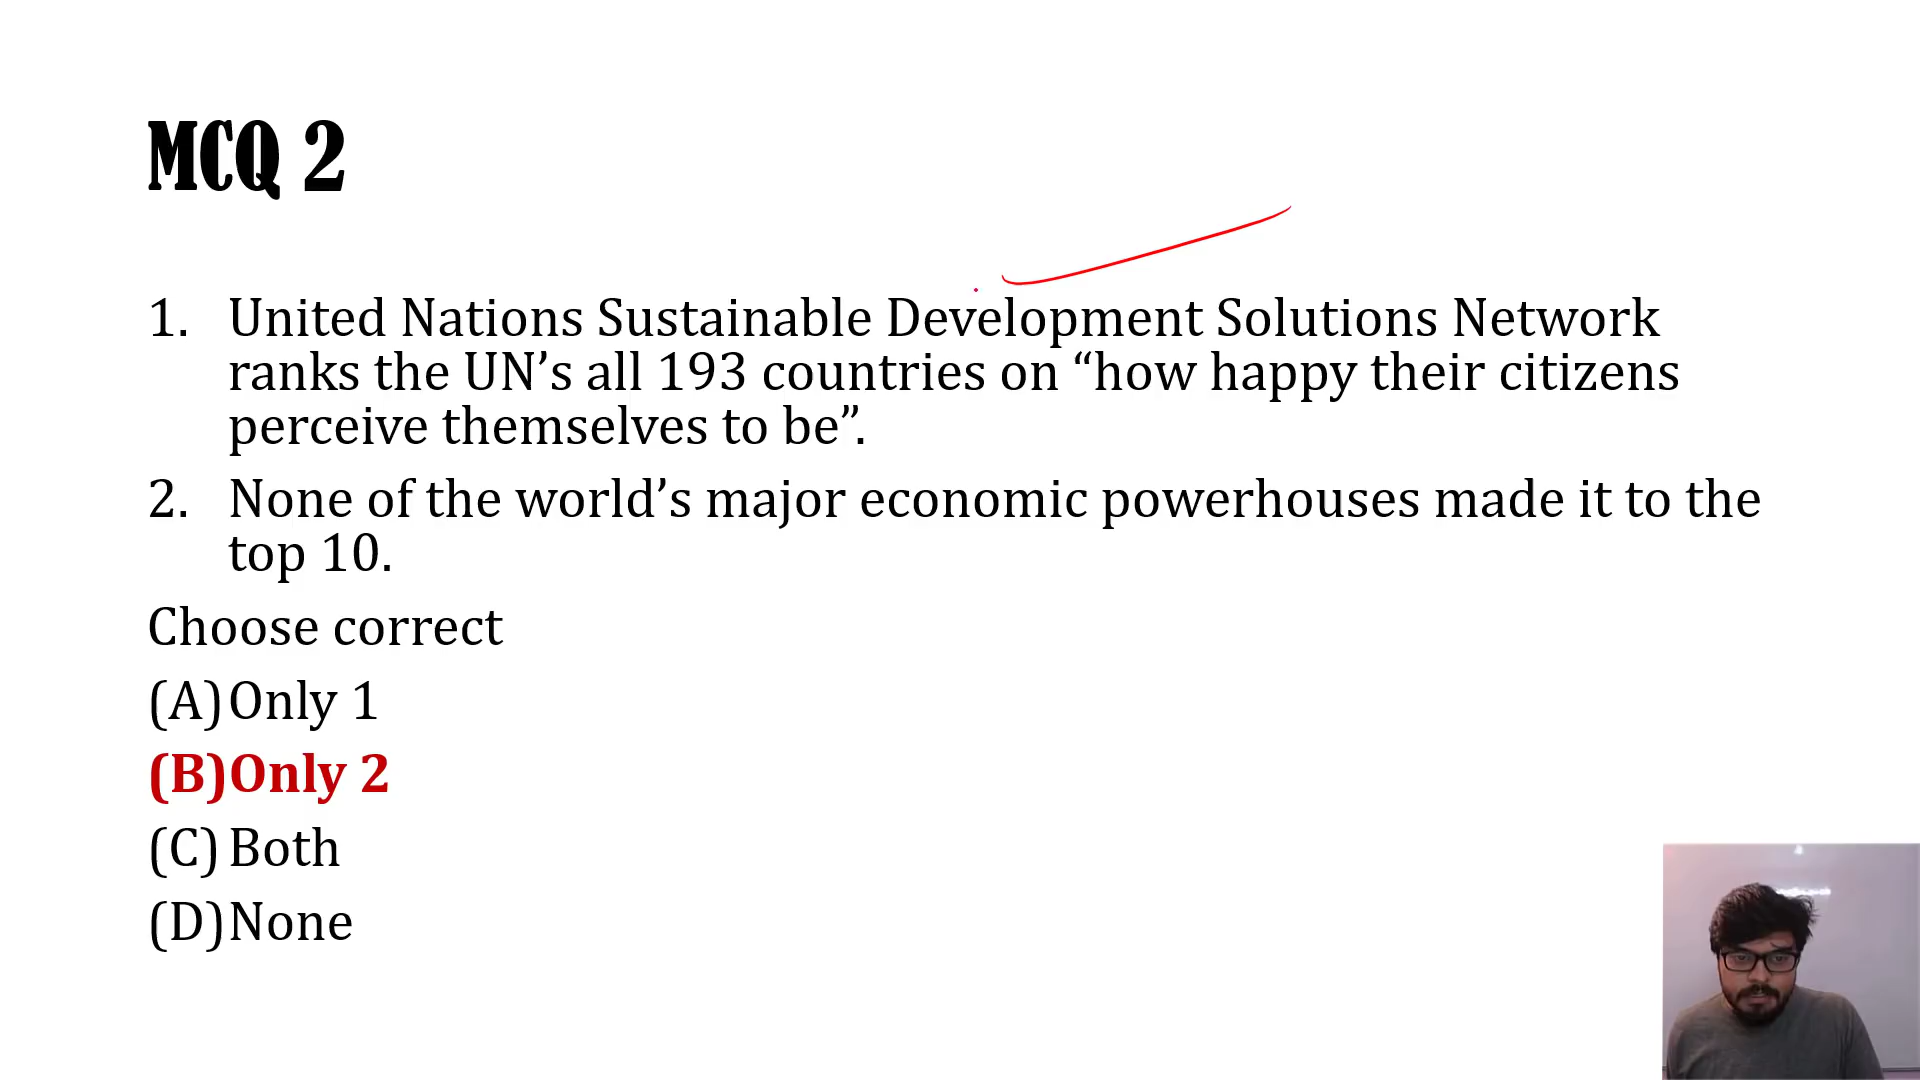 MCQ 2
1. United Nations Sustainable Development Solutions Network
ranks the UN’s all 193 countries on “how happy their citizens
perceive themselves to be”.
2. None of the world’s major economic powerhouses made it to the
top 10.
Choose correct
(A) Only 1
(B) Only 2
(C) Both
(D) None